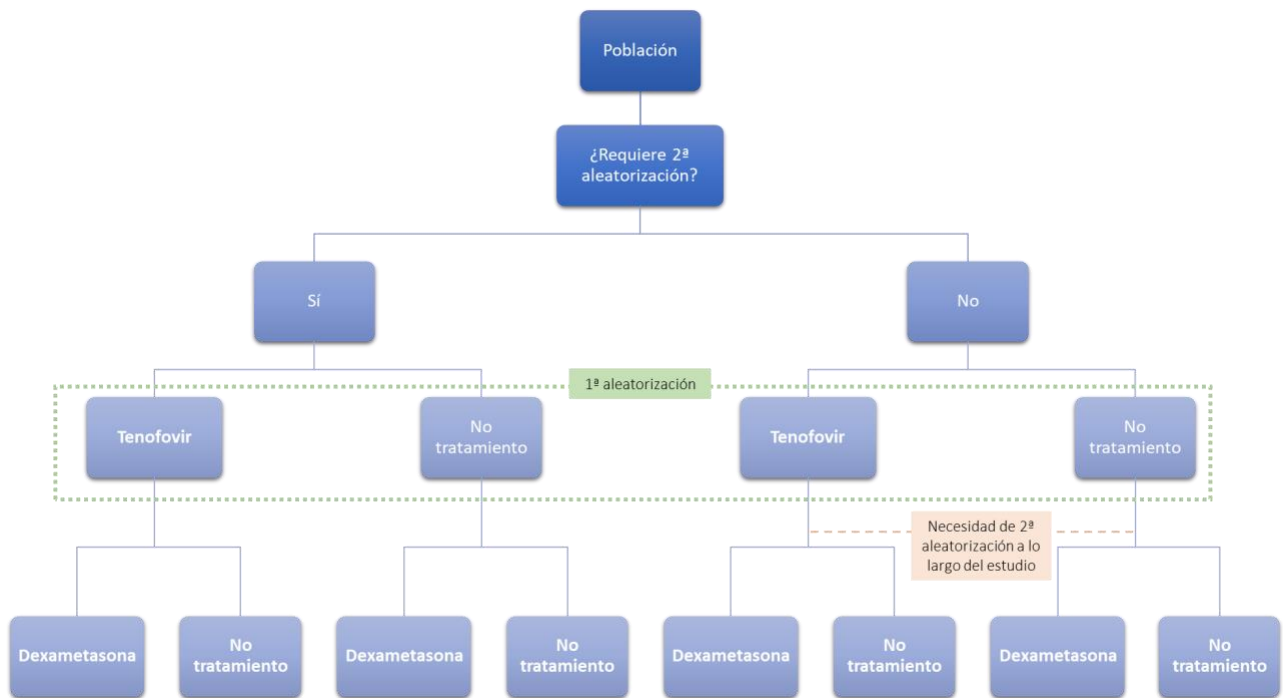 Población
¿Requiere 2ª
aleatorización?
Sí
No
1ª aleatorización
Tenofovir
No
tratamiento
Tenofovir
No
tratamiento
Necesidad de 2ª
aleatorización a lo
largo del estudio
Dexametasona
No
tratamiento
Dexametasona
No
tratamiento
Dexametasona
No
tratamiento
Dexametasona
No
tratamiento